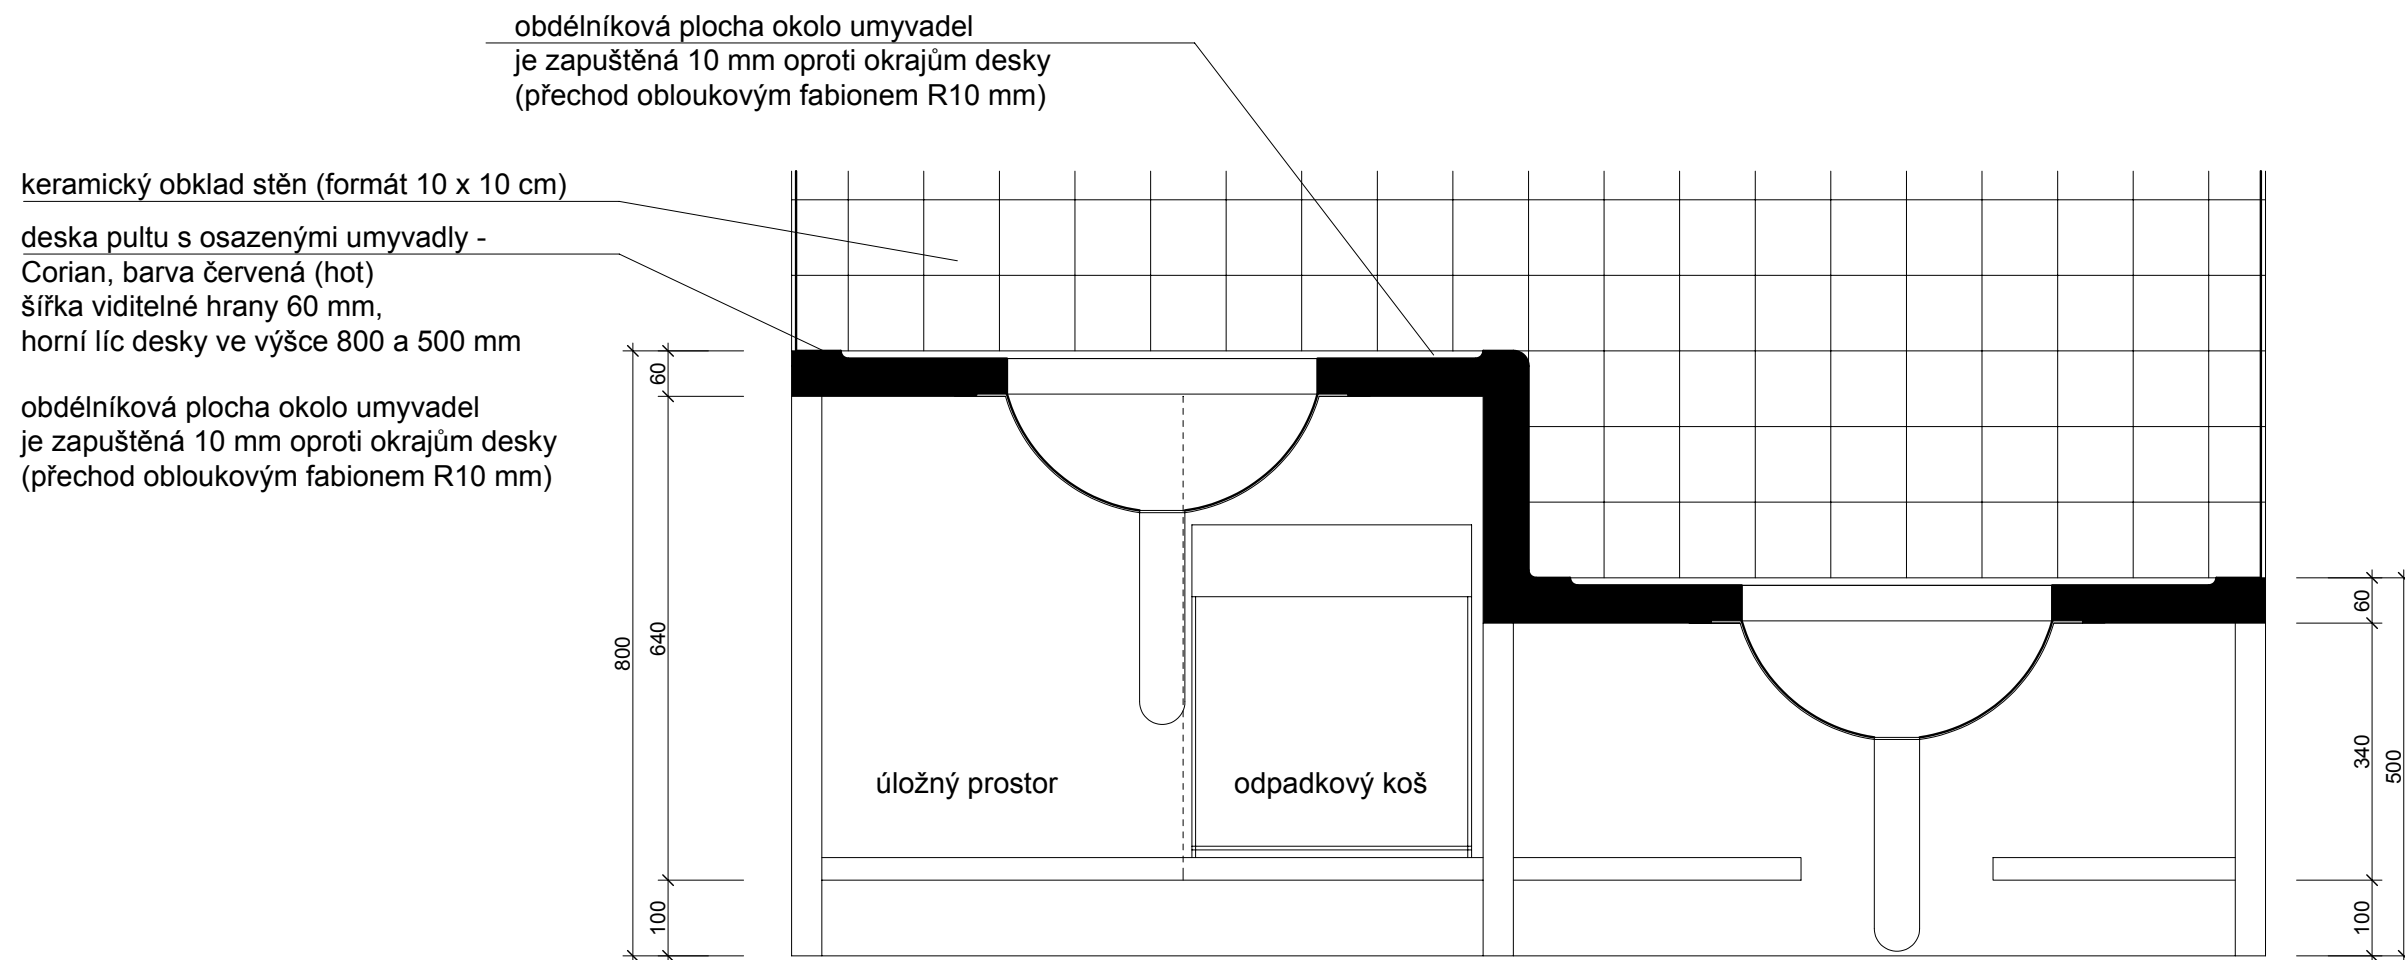 obdélníková plocha okolo umyvadel
je zapuštěná 10 mm oproti okrajům desky
(přechod obloukovým fabionem R10 mm)
keramický obklad stěn (formát 10 x 10 cm)
deska pultu s osazenými umyvadly -
Corian, barva červená (hot)
šířka viditelné hrany 60 mm,
horní líc desky ve výšce 800 a 500 mm
obdélníková plocha okolo umyvadel
je zapuštěná 10 mm oproti okrajům desky
(přechod obloukovým fabionem R10 mm)
800
60
640
100
úložný prostor
odpadkový koš
60
340
100
500